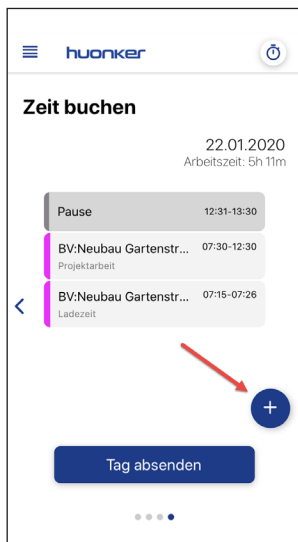 huonker
Zeit buchen
22.01.2020
Arbeitszeit: 5h 11m
Pause 12:31-13:30
BV:Neubau Gartenstr... 07:30-12:30
Projektarbeit
BV:Neubau Gartenstr... 07:15-07:26
Ladezeit
+
Tag absenden